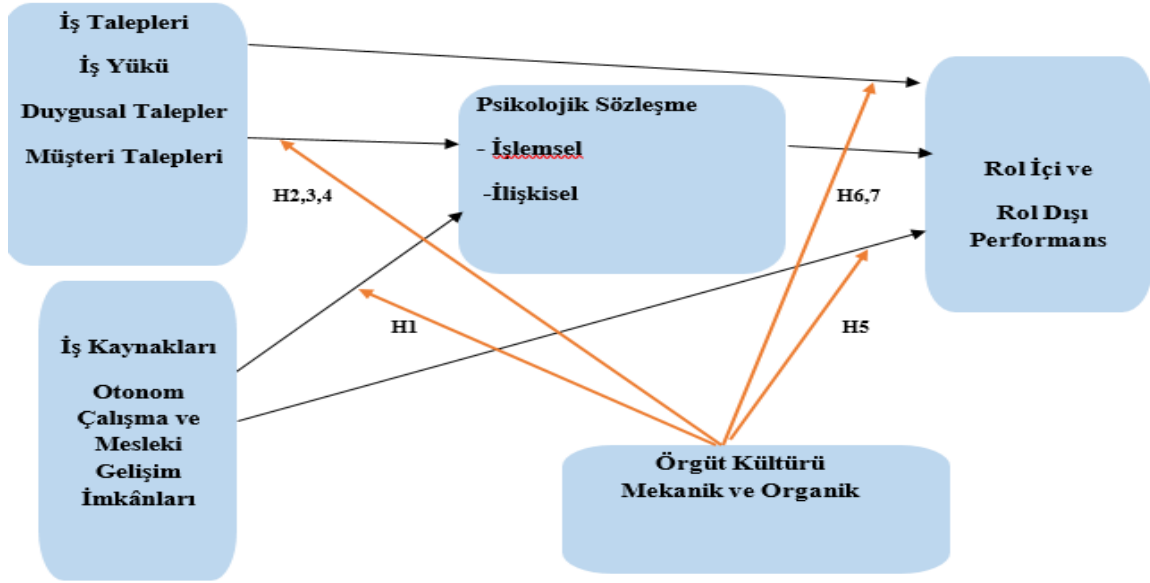 İş Talepleri
İş Yükü
Duygusal Talepler
Müşteri Talepleri
Psikolojik Sözleşme
- İşlemsel
-İlişkisel
Rol İçi ve
Rol Dışı
Performans
H2,3,4
H6,7
H1
H5
İş Kaynakları
Otonom
Çalışma ve
Mesleki
Gelişim
İmkânları
Örgüt Kültürü
Mekanik ve Organik